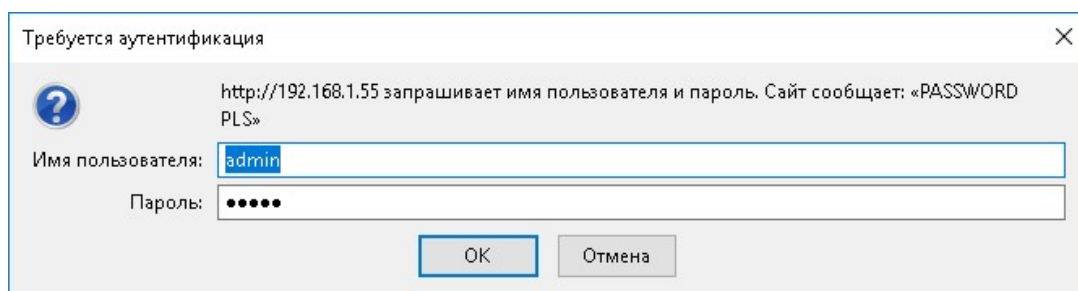 Требуется аутентификация
http://192.168.1.55 запрашивает имя пользователя и пароль. Сайт сообщает: «PASSWORD
PLS»
Имя пользователя: admin
Пароль: •••••
OK Отмена